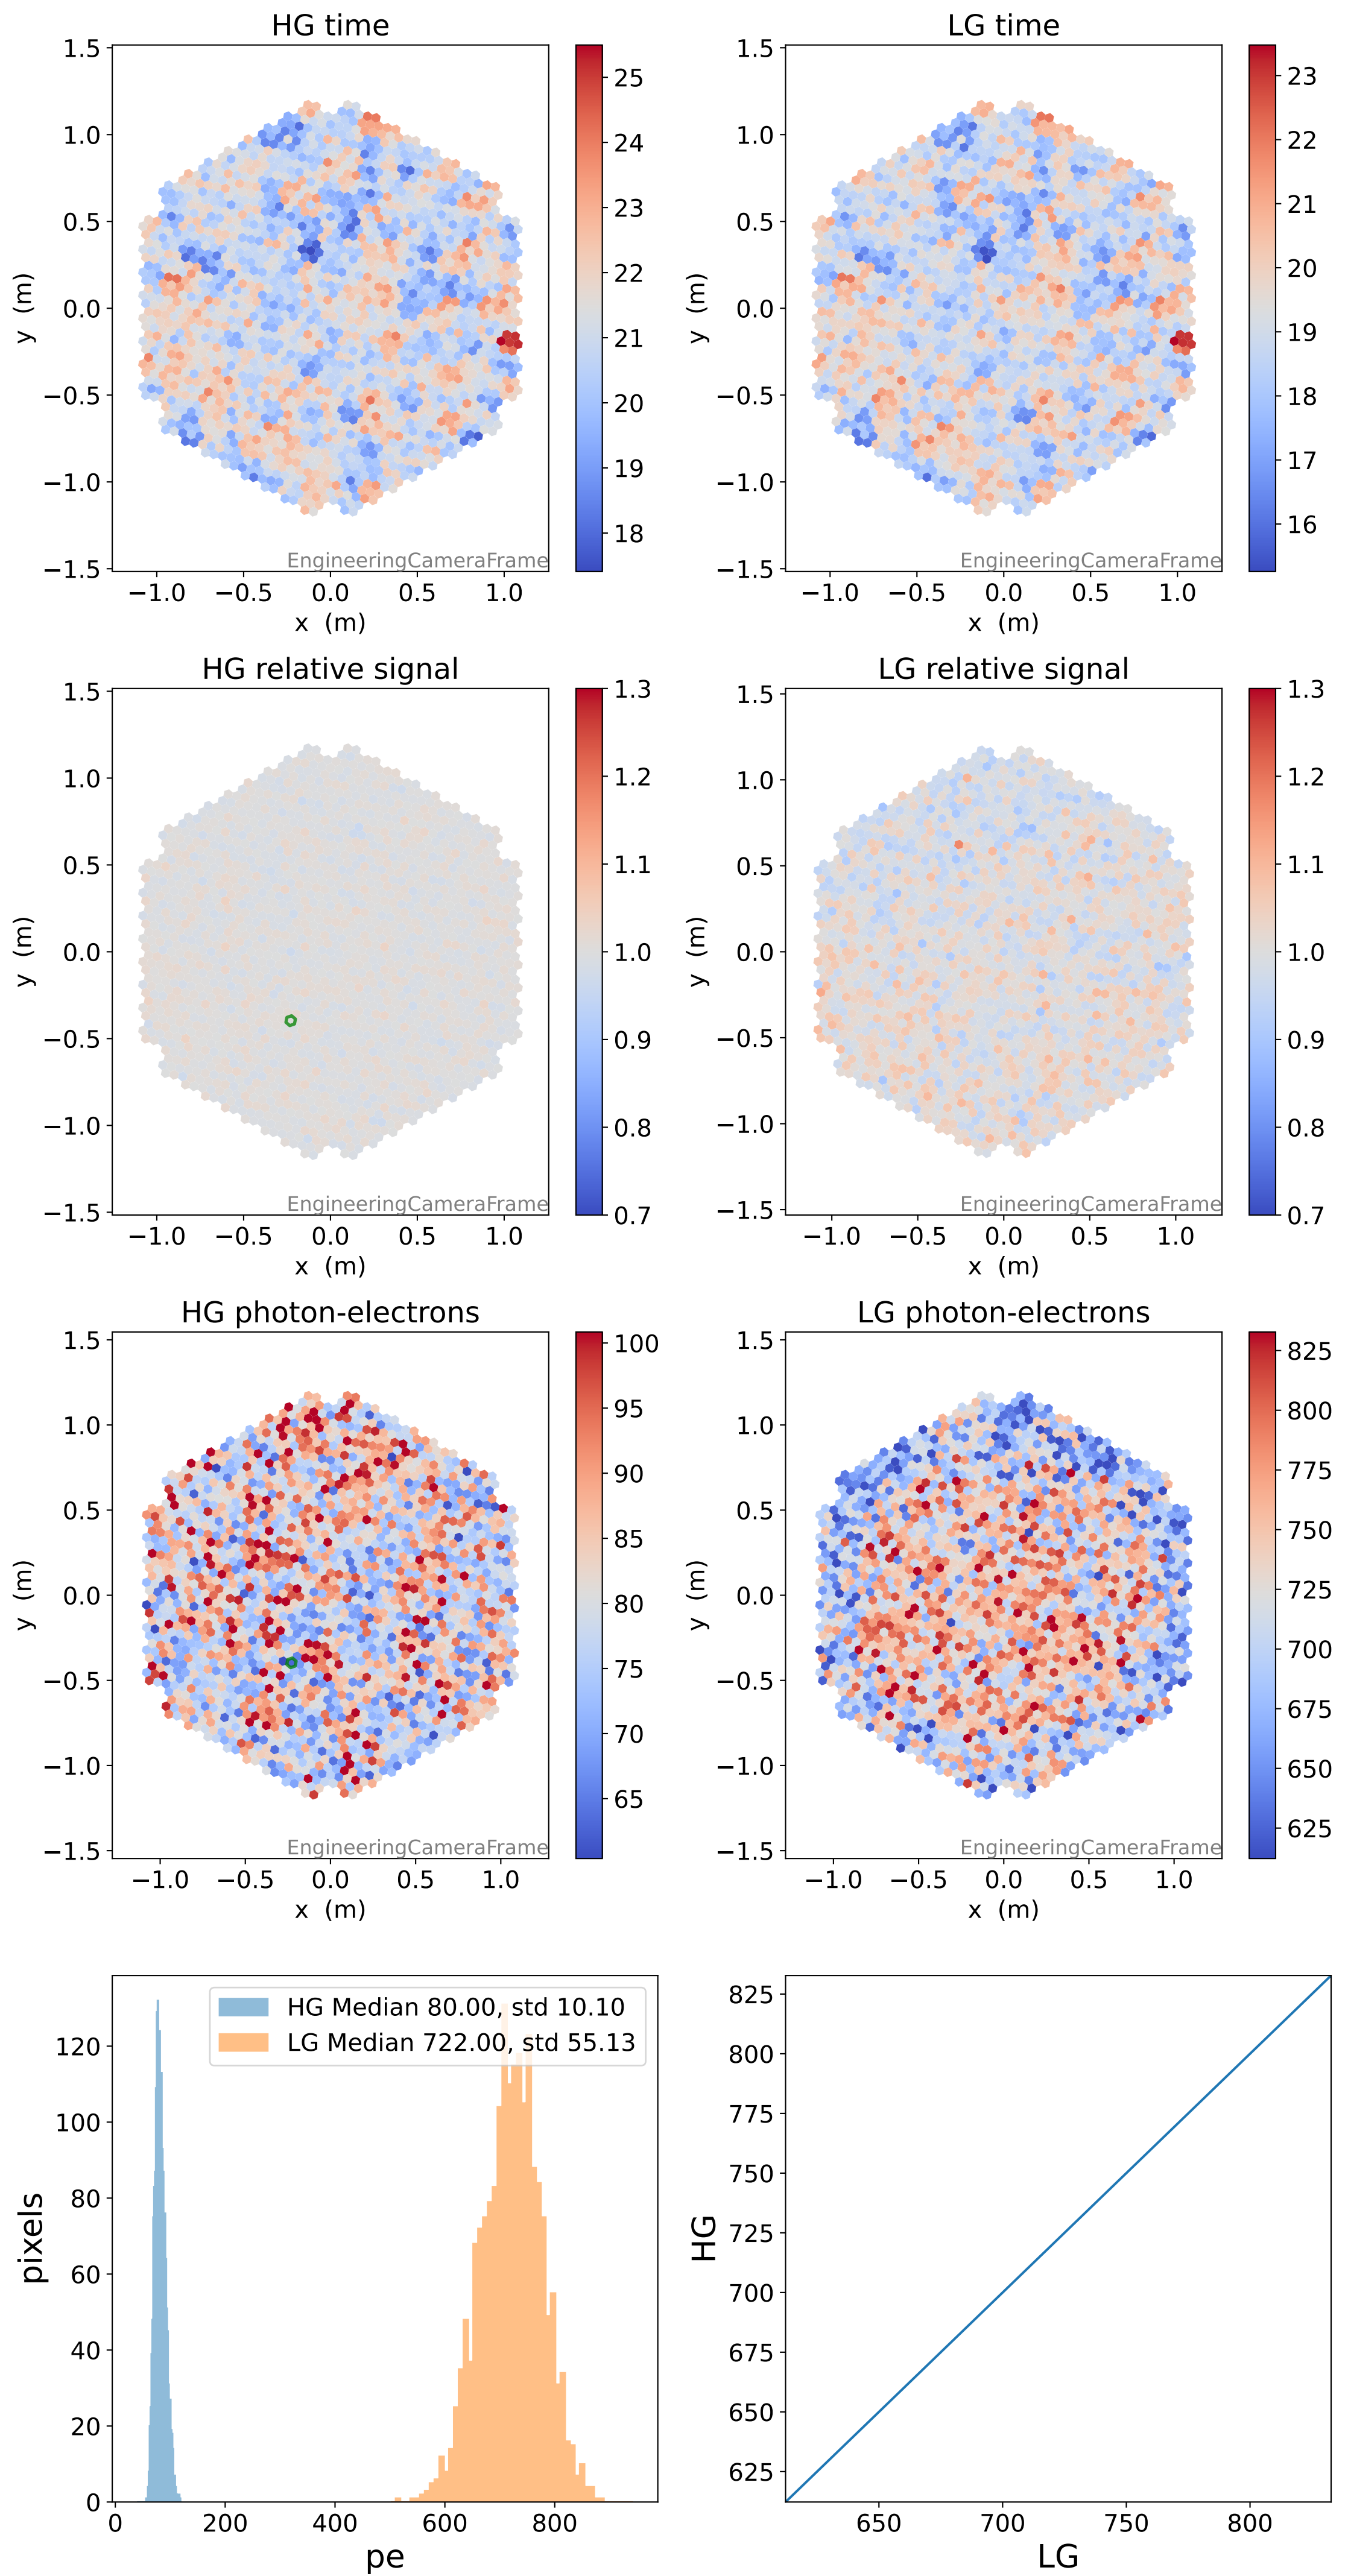 HG time
LG time
1.5
1.0
0.5
0.0
−0.5
−1.0
−1.5
y (m)
−1.0 −0.5 0.0 0.5 1.0
x (m)
EngineeringCameraFrame
25
24
23
22
21
20
19
18
1.5
1.0
0.5
0.0
−0.5
−1.0
−1.5
y (m)
−1.0 −0.5 0.0 0.5 1.0
x (m)
EngineeringCameraFrame
23
22
21
20
19
18
17
16
HG relative signal
LG relative signal
1.5
1.0
0.5
0.0
−0.5
−1.0
−1.5
y (m)
−1.0 −0.5 0.0 0.5 1.0
x (m)
EngineeringCameraFrame
1.3
1.2
1.1
1.0
0.9
0.8
0.7
1.5
1.0
0.5
0.0
−0.5
−1.0
−1.5
y (m)
−1.0 −0.5 0.0 0.5 1.0
x (m)
EngineeringCameraFrame
1.3
1.2
1.1
1.0
0.9
0.8
0.7
HG photon-electrons
LG photon-electrons
1.5
1.0
0.5
0.0
−0.5
−1.0
−1.5
y (m)
−1.0 −0.5 0.0 0.5 1.0
x (m)
EngineeringCameraFrame
100
95
90
85
80
75
70
65
1.5
1.0
0.5
0.0
−0.5
−1.0
−1.5
y (m)
−1.0 −0.5 0.0 0.5 1.0
x (m)
EngineeringCameraFrame
825
800
775
750
725
700
675
650
625
HG Median 80.00, std 10.10
LG Median 722.00, std 55.13
120
100
80
60
40
20
0
pixels
0 200 400 600 800
pe
825
800
775
750
725
700
675
650
625
HG
650 700 750 800
LG